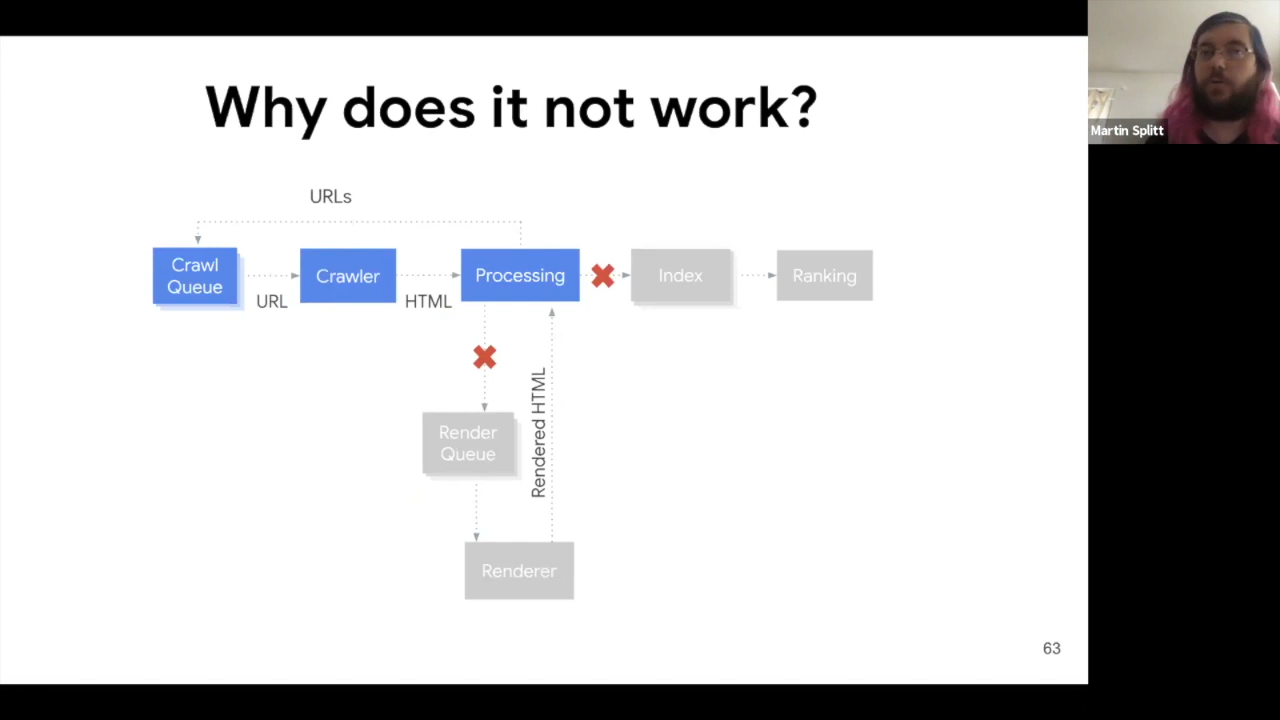 Why does it not work?
Martin Splitt
URLs
Crawl
Queue
URL
Crawler
HTML
Processing
Index
Ranking
Render
Queue
Rendered HTML
Renderer
63